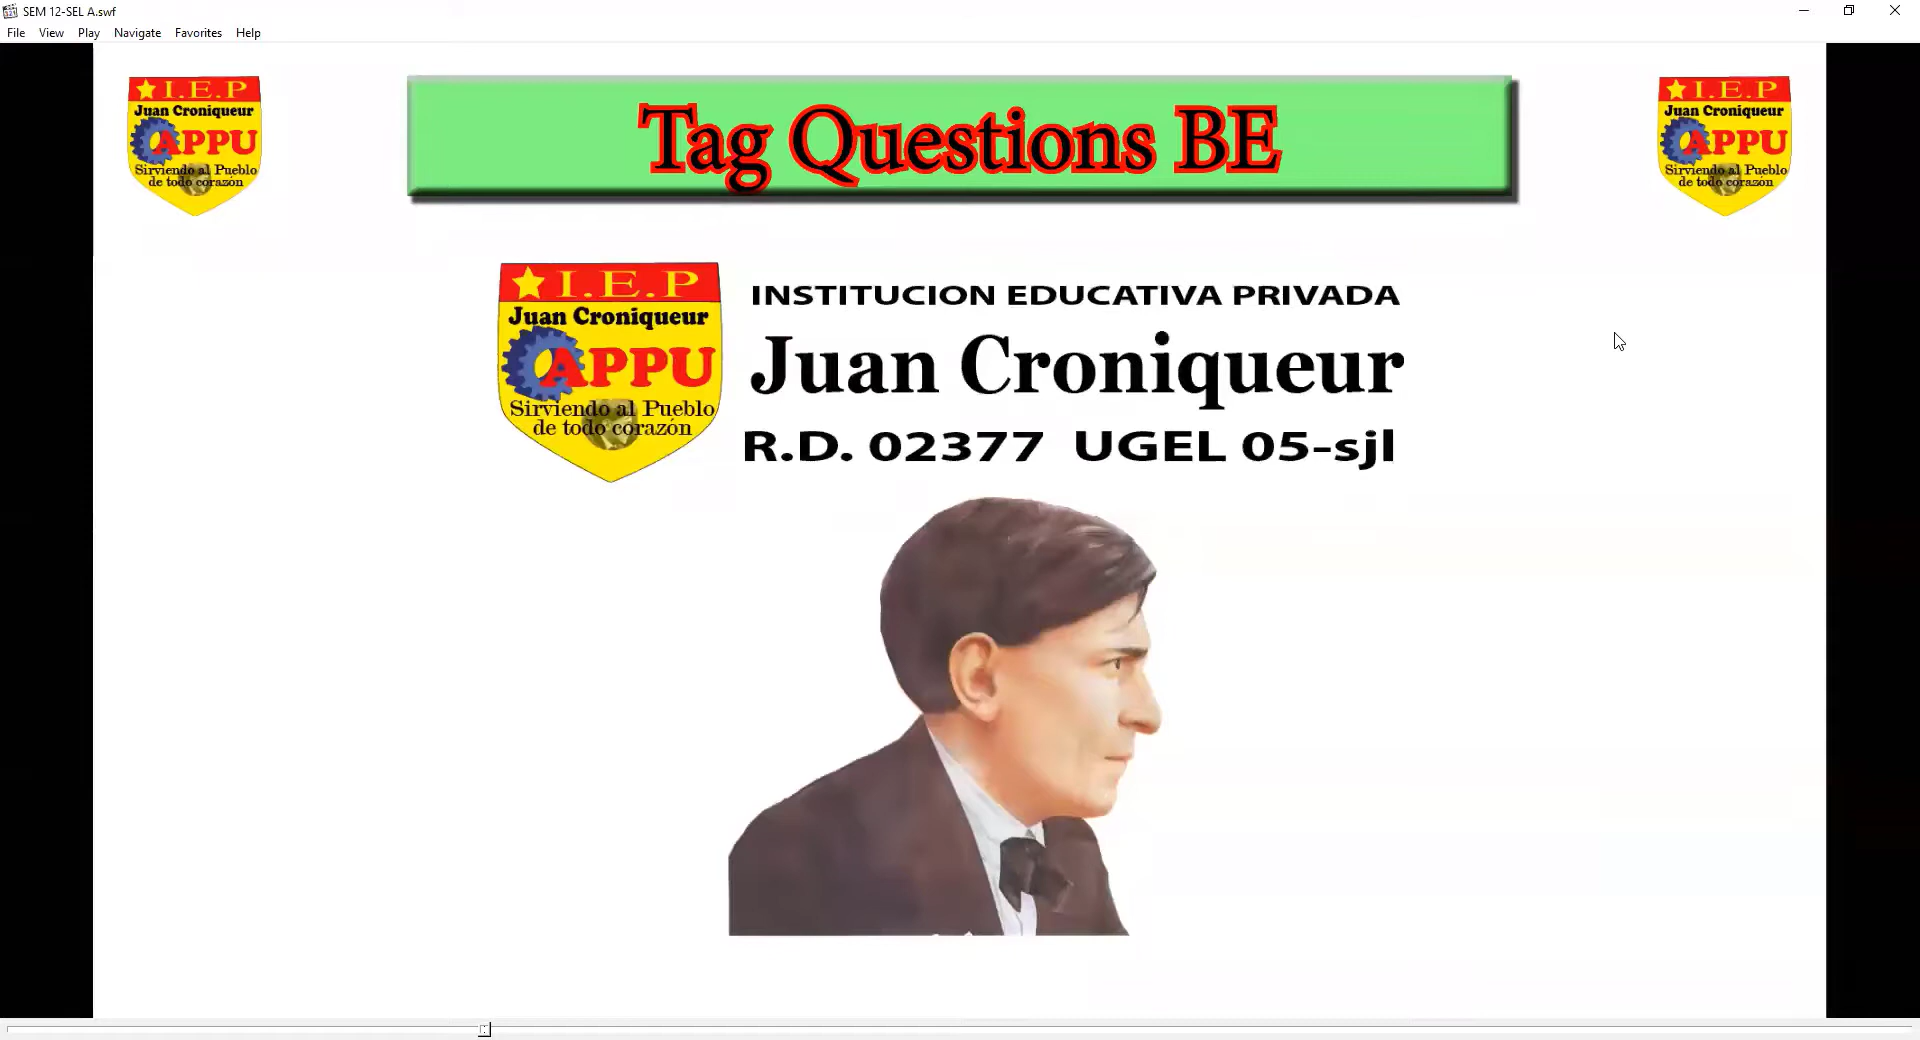 SEM 12-SEL A.swf
File View Play Navigate Favorites Help
I.E.P
Juan Croniqueur
APPU
Sirviendo al Pueblo
de todo corazón
Tag Questions BE
I.E.P
Juan Croniqueur
APPU
Sirviendo al Pueblo
de todo corazón
I.E.P
Juan Croniqueur
APPU
Sirviendo al Pueblo
de todo corazón
INSTITUCION EDUCATIVA PRIVADA
Juan Croniqueur
R.D. 02377 UGEL 05-sjl